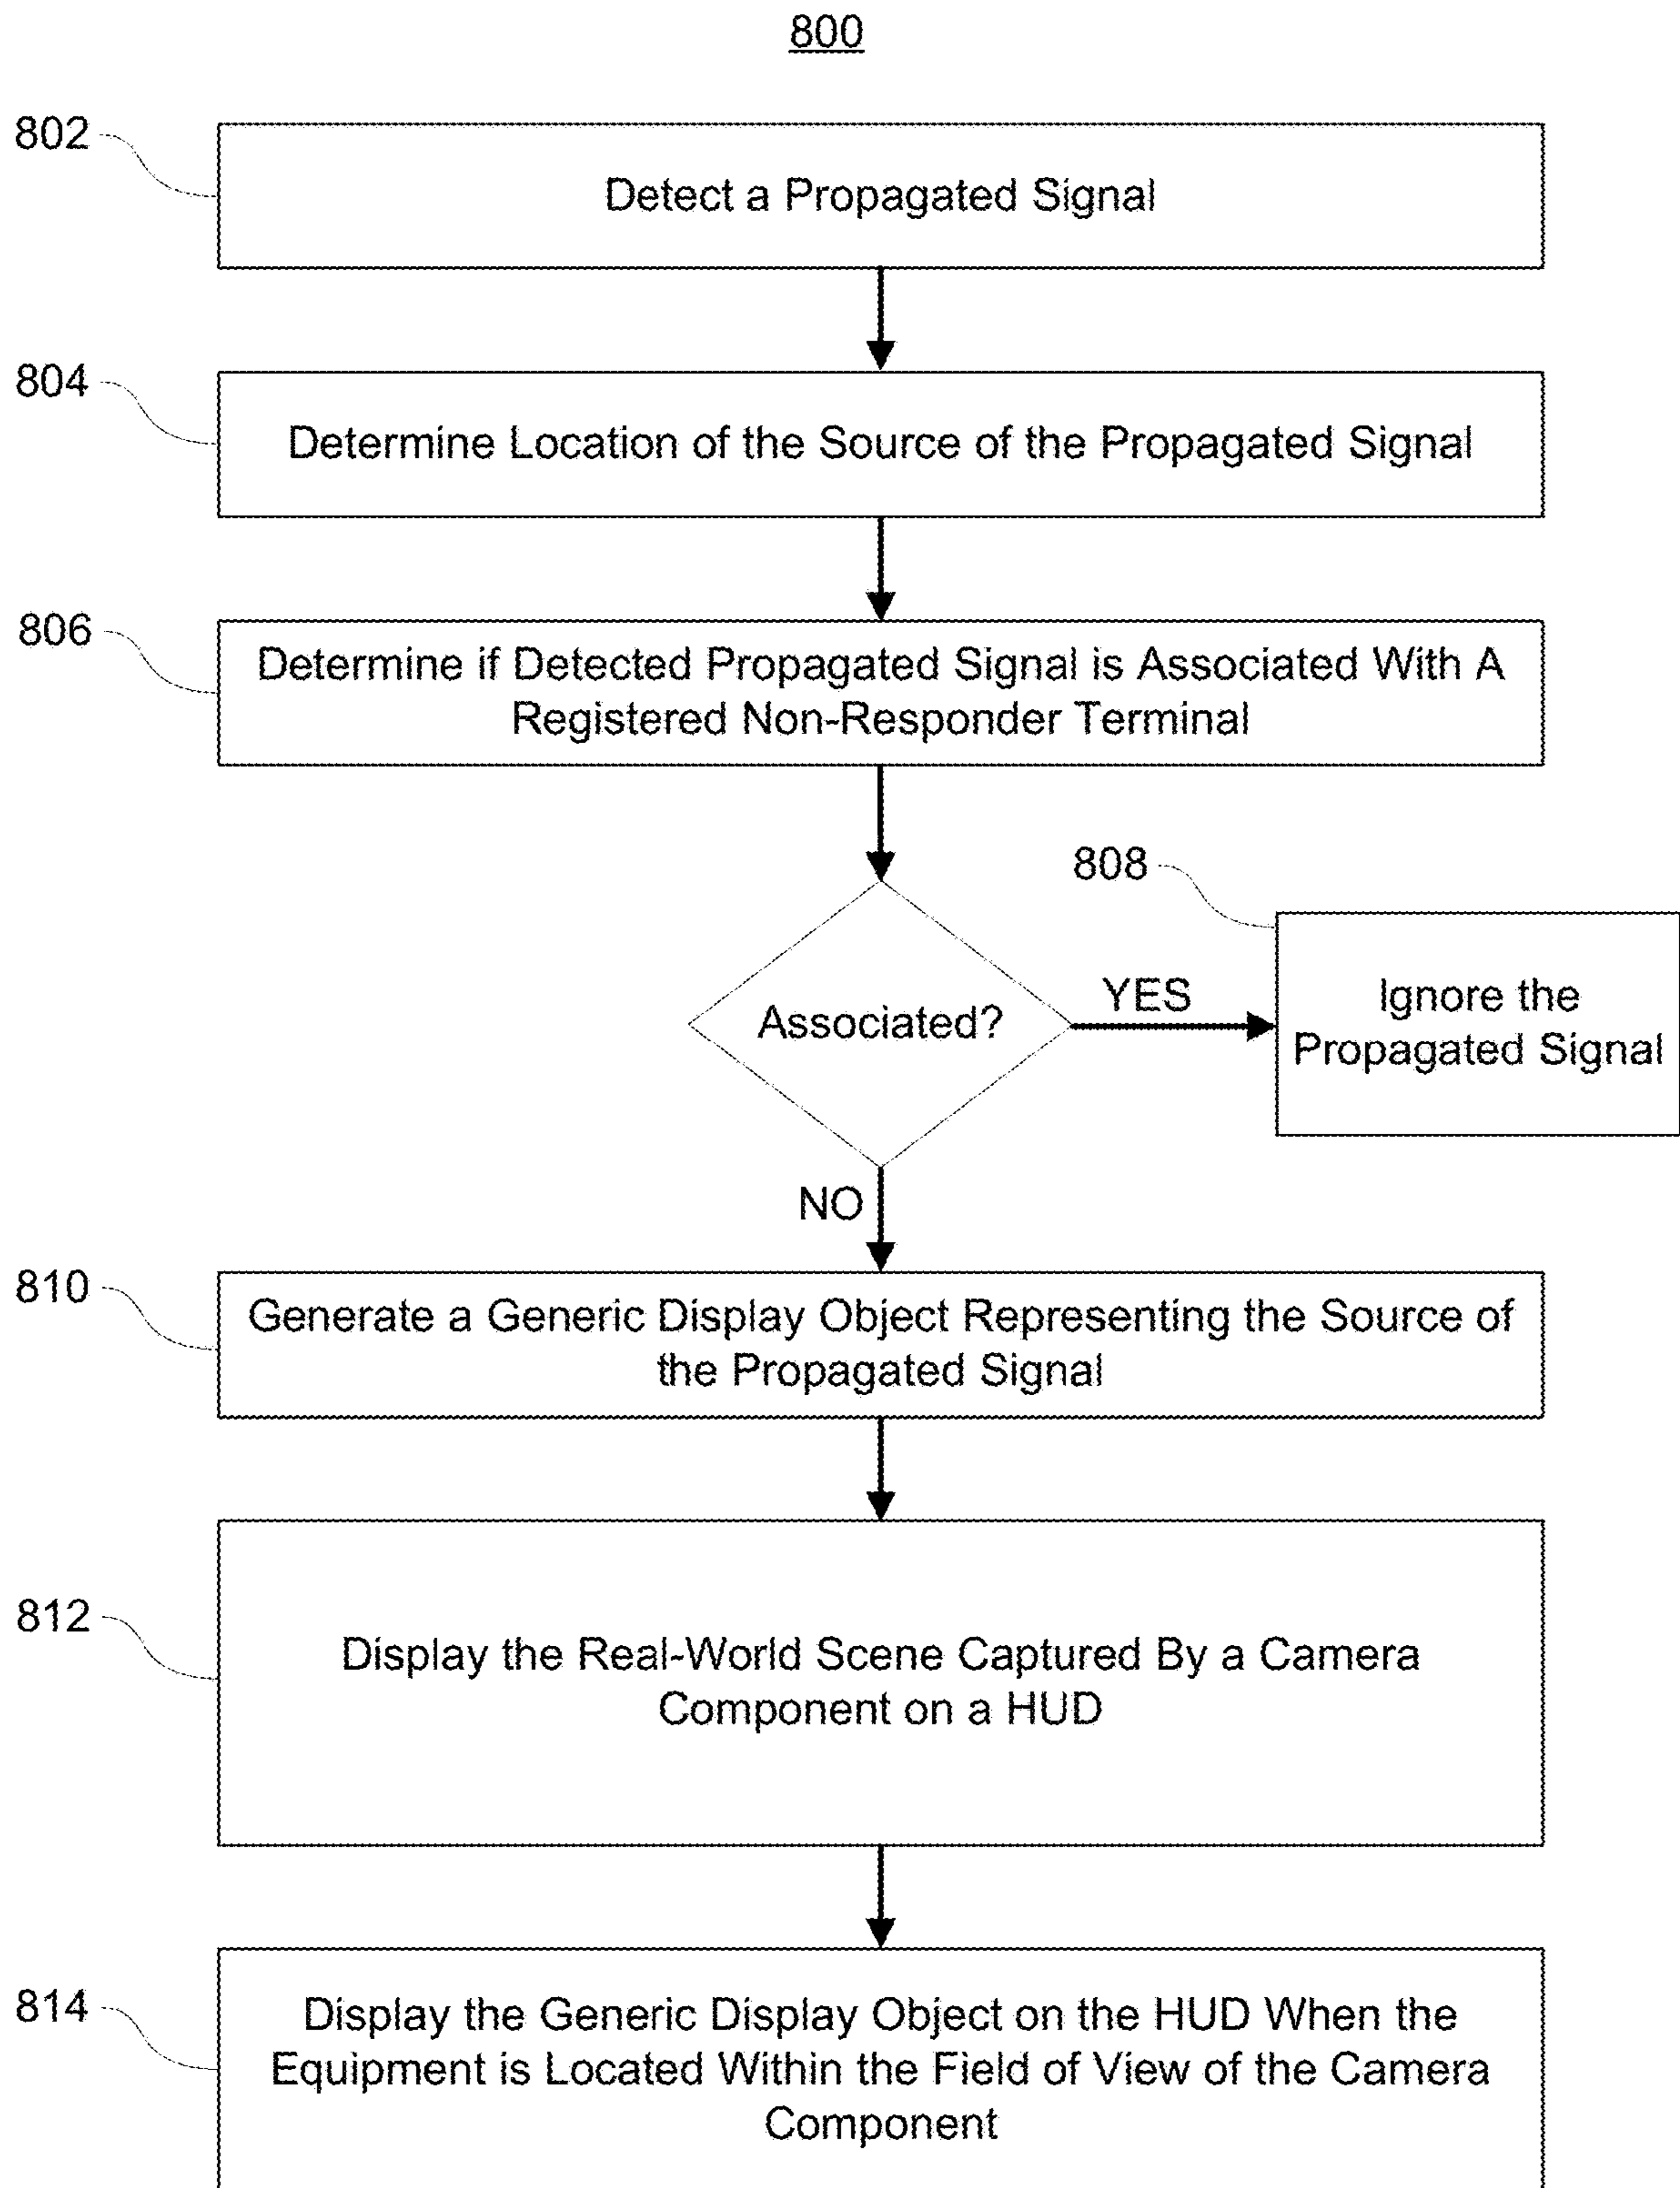 800
802
Detect a Propagated Signal
804
Determine Location of the Source of the Propagated Signal
806
Determine if Detected Propagated Signal is Associated With A
Registered Non-Responder Terminal
808
Associated?
YES
Ignore the
Propagated Signal
NO
810
Generate a Generic Display Object Representing the Source of
the Propagated Signal
812
Display the Real-World Scene Captured By a Camera
Component on a HUD
814
Display the Generic Display Object on the HUD When the
Equipment is Located Within the Field of View of the Camera
Component